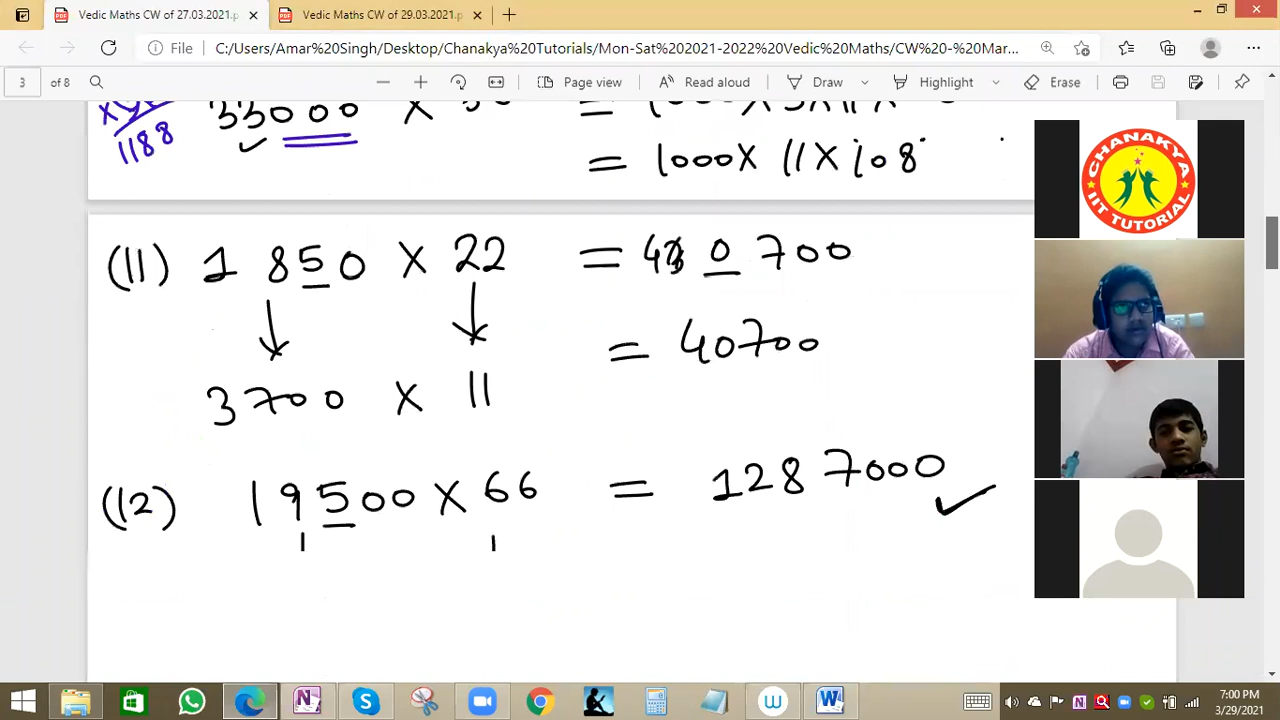 Vedic Maths CW of 27.03.2021.p
Vedic Maths CW of 29.03.2021.p
File
C:/Users/Amar%20Singh/Desktop/Chanakya%20Tutorials/Mon-Sat%202021-2022%20Vedic%20Maths/CW%20-%20Mar...
3 of 8
Page view
Read aloud
Draw
Highlight
Erase
1188
33000 X
= 1000 X 11 X 108
(11) 1850 X 22 = 0700
= 40700
3700 X 11
(12) 19500 X 66 = 1287000
CHANAKYA
IIT TUTORIAL
7:00 PM
3/29/2021